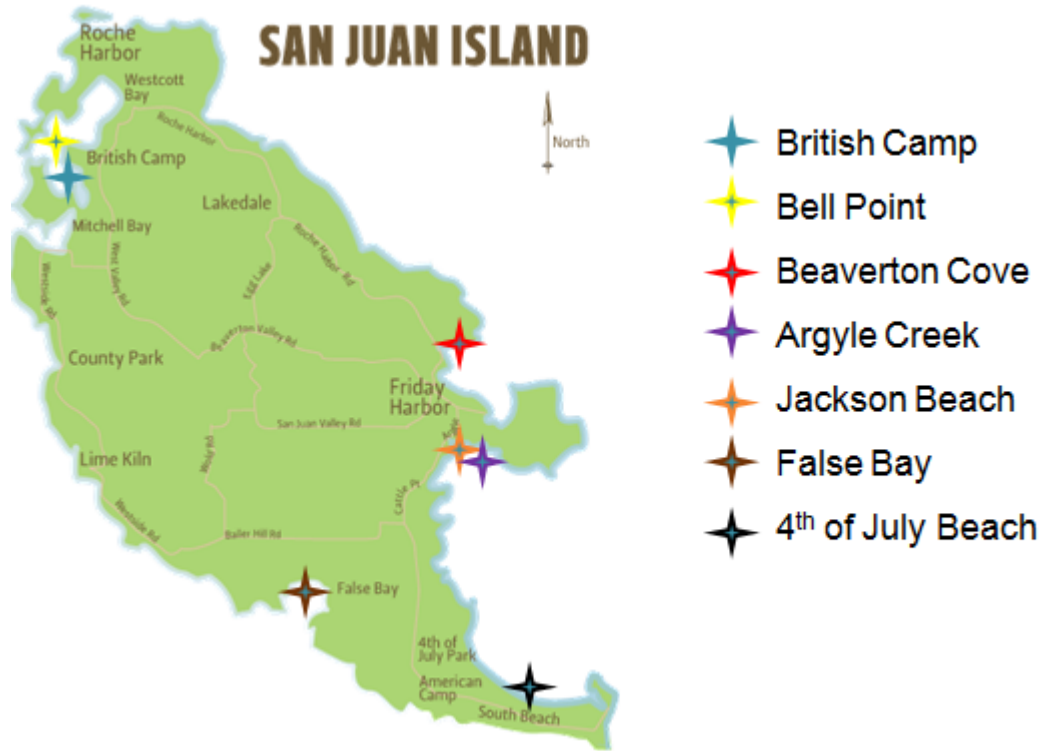 SAN JUAN ISLAND
Roche
Harbor
Westcott
Bay
Roche Harbor
North
British Camp
Lakedale
Mitchell Bay
Roche Harbor Rd
West Valley Rd
Westside Rd
Egg Lake
Beaverton Valley Rd
County Park
Friday
Harbor
San Juan Valley Rd
Argyle
Wold Rd
Lime Kiln
Cattle Pt
Westside Rd
Bailer Hill Rd
False Bay
4th of
July Park
American
Camp
South Beach
British Camp
Bell Point
Beaverton Cove
Argyle Creek
Jackson Beach
False Bay
4th of July Beach